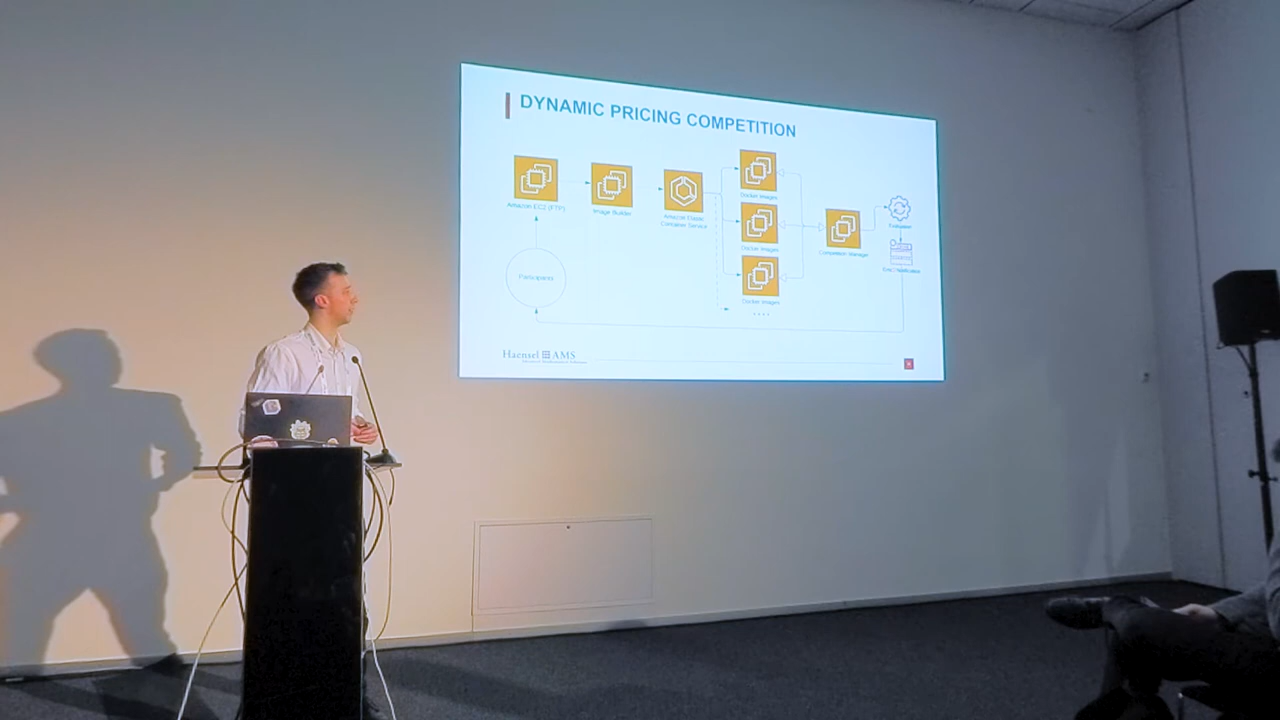 DYNAMIC PRICING COMPETITION
Amazon EC2 (FTP)
Image Builder
Amazon Elastic
Container Service
Docker Images
Docker Images
Docker Images
Competition Manager
Participants
Haensel AMS